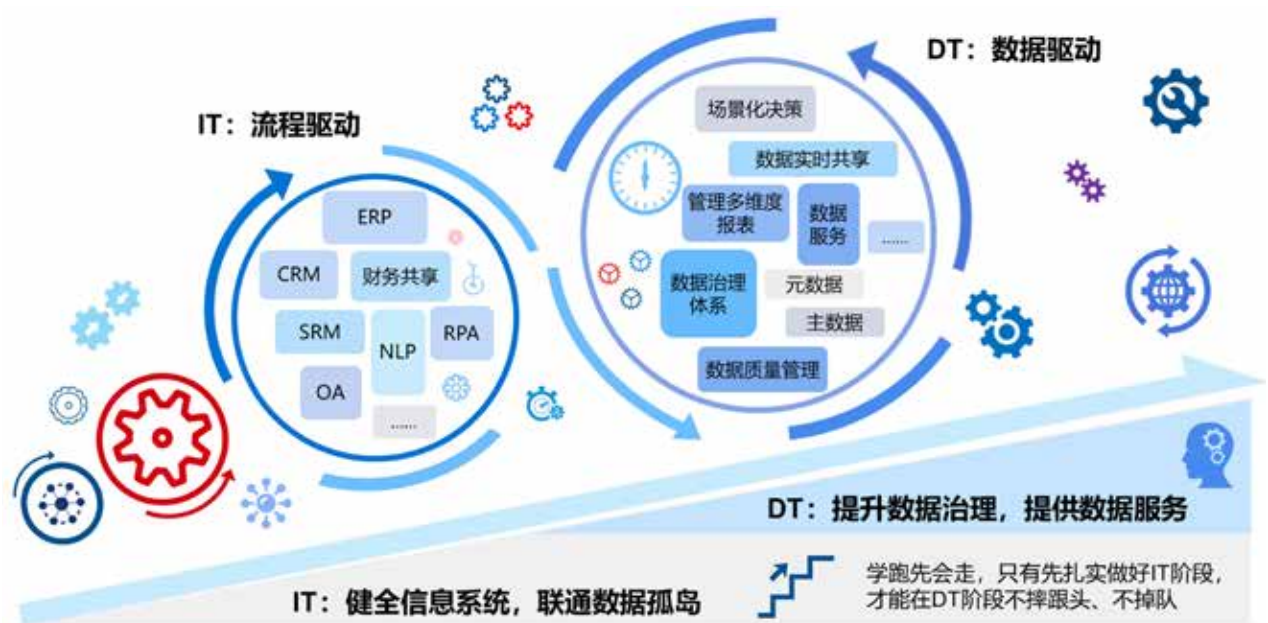 IT：流程驱动
ERP
CRM
财务共享
SRM
NLP
RPA
OA
......
DT：数据驱动
场景化决策
数据实时共享
管理多维度
报表
数据
服务
......
数据治理
体系
元数据
主数据
数据质量管理
DT：提升数据治理，提供数据服务
IT：健全信息系统，联通数据孤岛
学跑先会走，只有先扎实做好IT阶段，
才能在DT阶段不摔跟头、不掉队